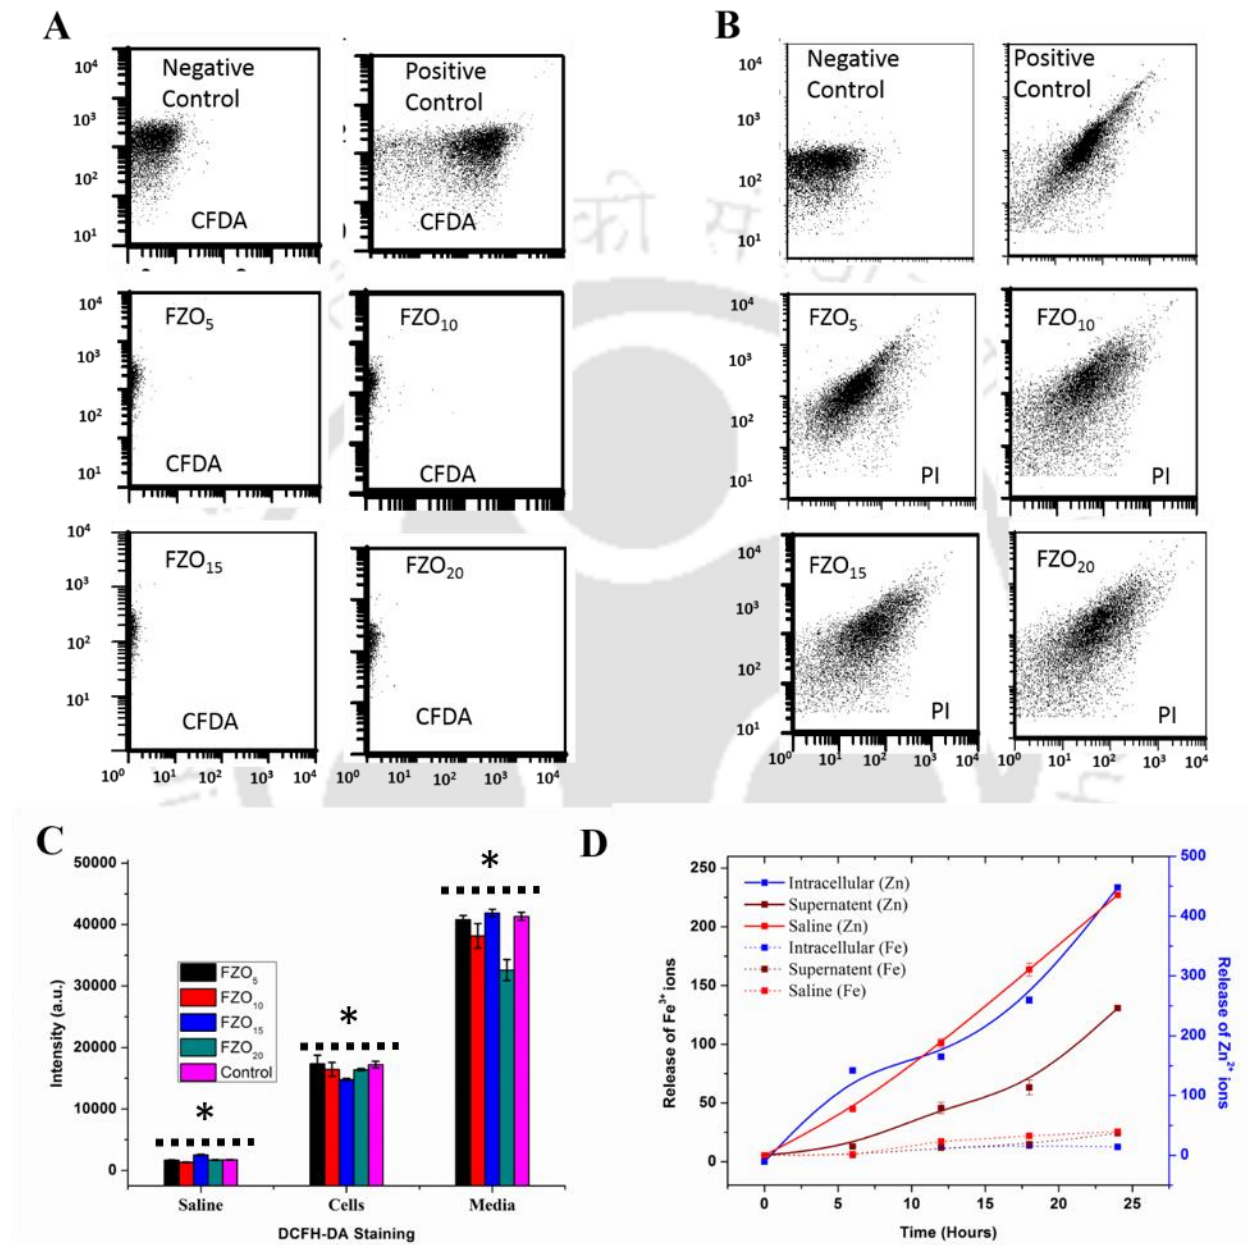 A
B
10⁴
10³
10²
10¹
Negative
Control
CFDA
Positive
Control
CFDA
10⁴
10³
10²
10¹
Negative
Control
Positive
Control
10⁴
10³
10²
10¹
FZO₅
CFDA
FZO₁₀
CFDA
10⁴
10³
10²
10¹
FZO₅
PI
FZO₁₀
PI
10⁴
10³
10²
10¹
FZO₁₅
CFDA
FZO₂₀
CFDA
10⁴
10³
10²
10¹
FZO₁₅
PI
FZO₂₀
PI
10⁰ 10¹ 10² 10³ 10⁴
10⁰ 10¹ 10² 10³ 10⁴
10⁰ 10¹ 10² 10³ 10⁴
10⁰ 10¹ 10² 10³ 10⁴
C
50000
40000
30000
20000
10000
0
Intensity (a.u.)
FZO₅
FZO₁₀
FZO₁₅
FZO₂₀
Control
*
*
*
Saline Cells Media
DCFH-DA Staining
D
250
200
150
100
50
0
Release of Fe³⁺ ions
Intracellular (Zn)
Supernatent (Zn)
Saline (Zn)
Intracellular (Fe)
Supernatent (Fe)
Saline (Fe)
500
400
300
200
100
0
Release of Zn²⁺ ions
0 5 10 15 20 25
Time (Hours)